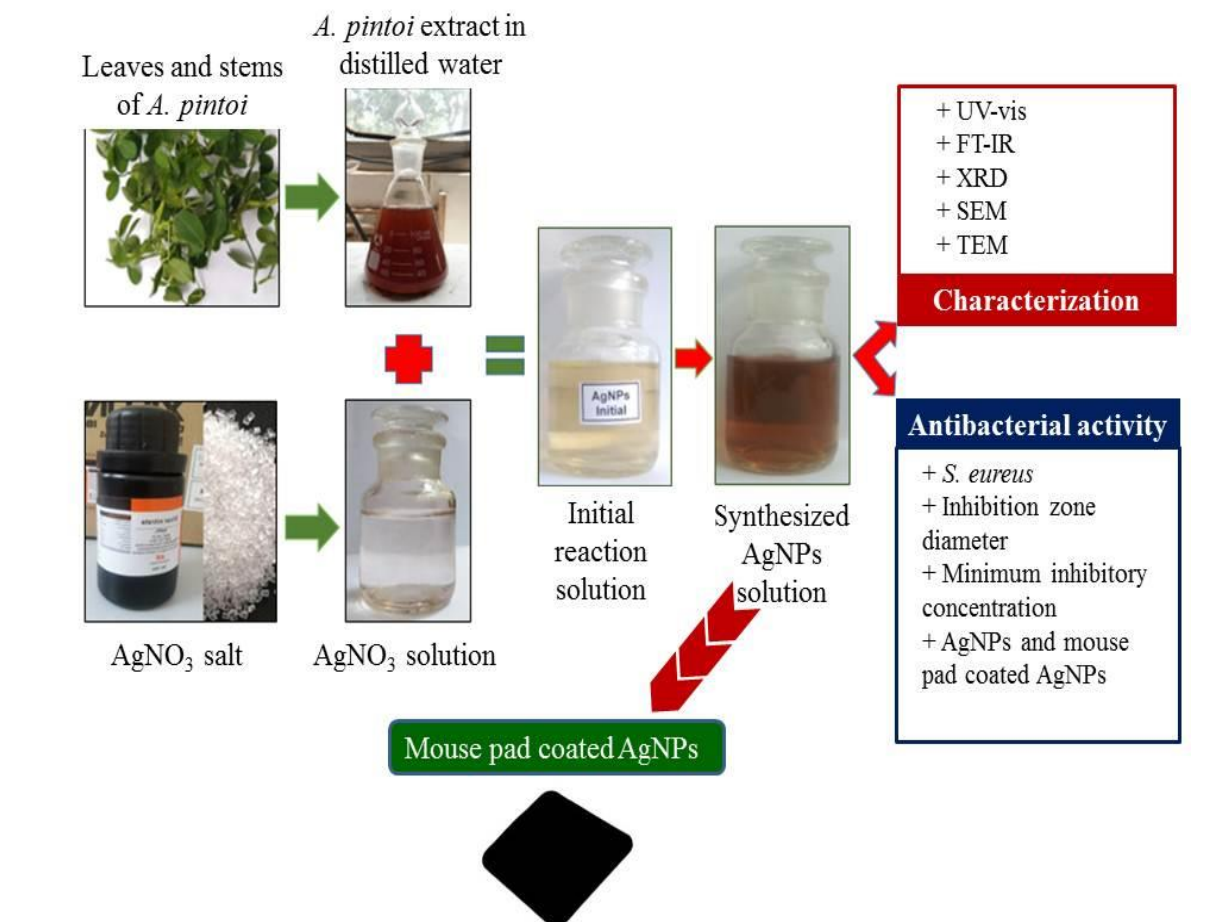 Leaves and stems
of A. pintoi
A. pintoi extract in
distilled water
AgNO₃ salt
AgNO₃ solution
AgNPs
Initial
Initial
reaction
solution
Synthesized
AgNPs
solution
+ UV-vis
+ FT-IR
+ XRD
+ SEM
+ TEM
Characterization
Antibacterial activity
+ S. eureus
+ Inhibition zone
diameter
+ Minimum inhibitory
concentration
+ AgNPs and mouse
pad coated AgNPs
Mouse pad coated AgNPs